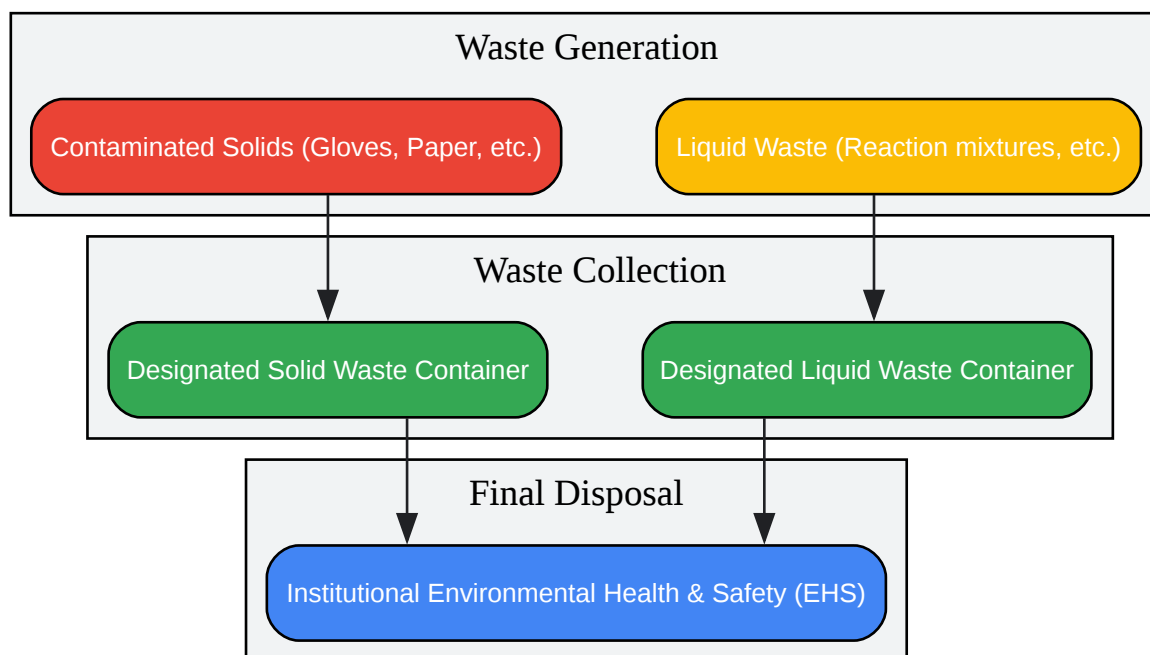 Waste Generation
Contaminated Solids (Gloves, Paper, etc.)
Liquid Waste (Reaction mixtures, etc.)
Waste Collection
Designated Solid Waste Container
Designated Liquid Waste Container
Final Disposal
Institutional Environmental Health & Safety (EHS)